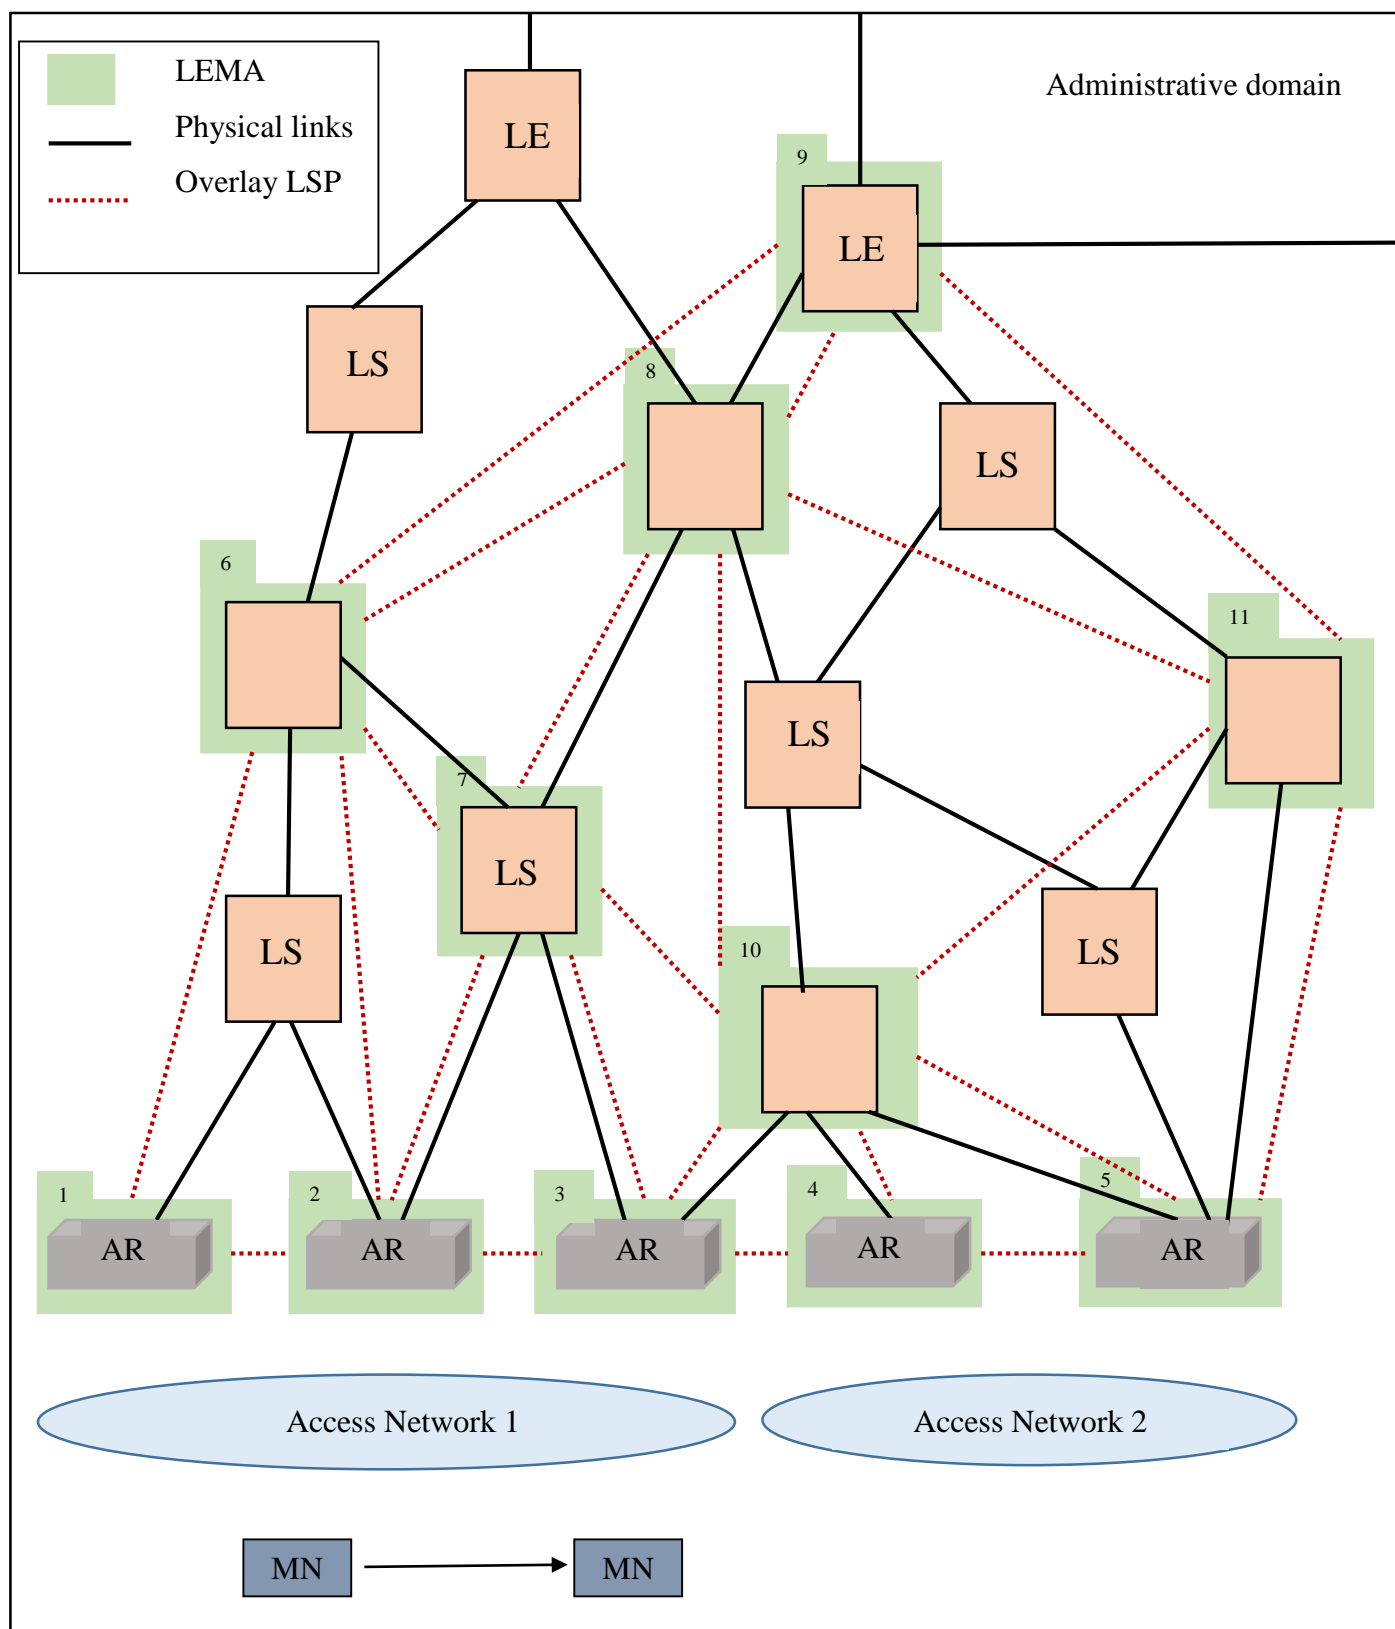 LEMA
Physical links
Overlay LSP
Administrative domain
LE
9
LE
LS
8
LS
6
11
LS
7
LS
LS
10
LS
1
2
3
4
5
AR
AR
AR
AR
AR
Access Network 1
Access Network 2
MN
MN